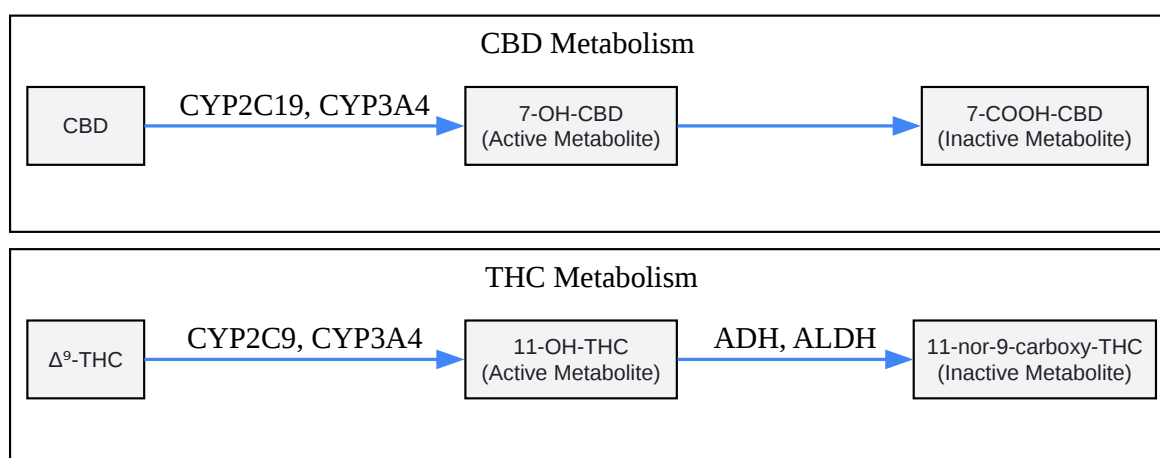 CBD Metabolism
CBD
CYP2C19, CYP3A4
7-OH-CBD
(Active Metabolite)
7-COOH-CBD
(Inactive Metabolite)
THC Metabolism
Δ⁹-THC
CYP2C9, CYP3A4
11-OH-THC
(Active Metabolite)
ADH, ALDH
11-nor-9-carboxy-THC
(Inactive Metabolite)